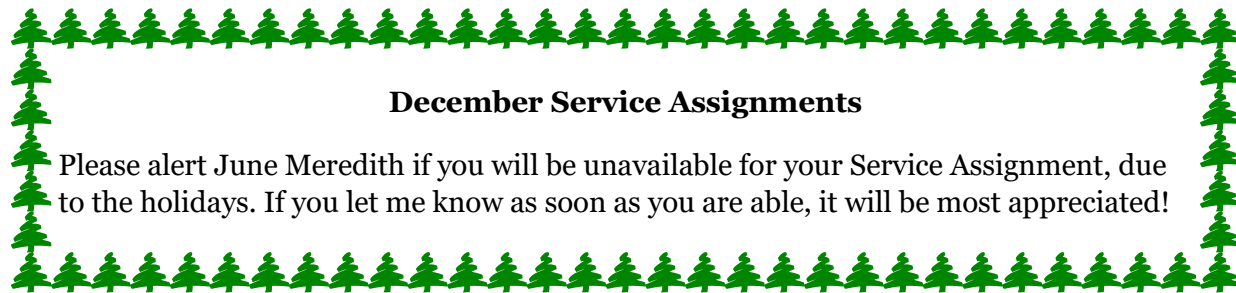 December Service Assignments
Please alert June Meredith if you will be unavailable for your Service Assignment, due
to the holidays. If you let me know as soon as you are able, it will be most appreciated!